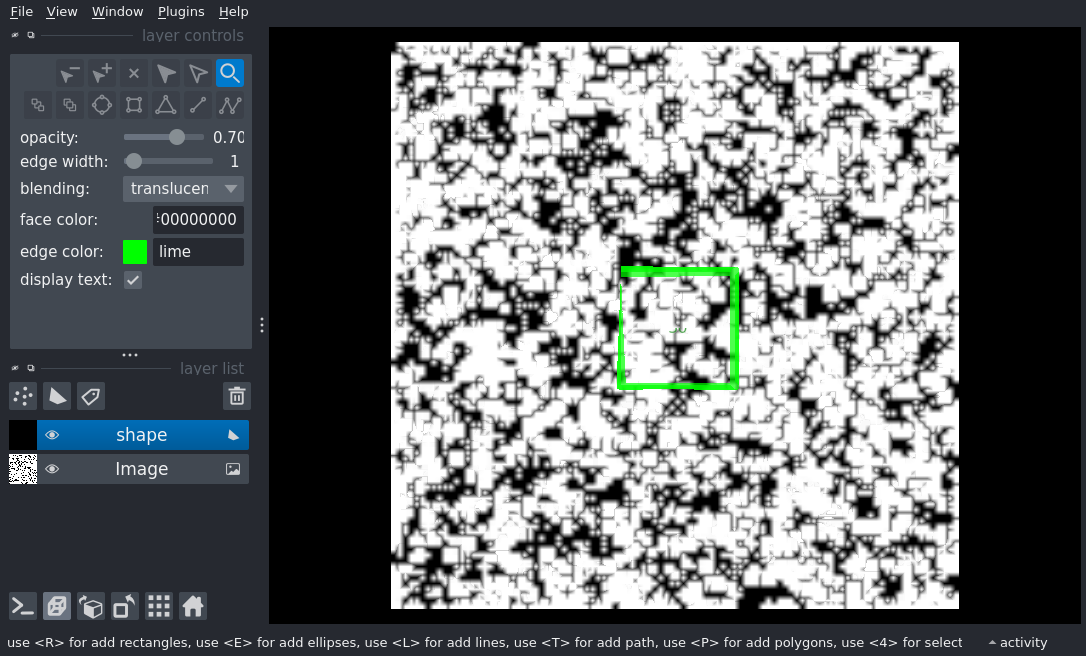 File View Window Plugins Help
layer controls
opacity: 0.70
edge width: 1
blending: translucen
face color: 00000000
edge color: lime
display text:
layer list
shape
Image
use <R> for add rectangles, use <E> for add ellipses, use <L> for add lines, use <T> for add path, use <P> for add polygons, use <4> for select
activity